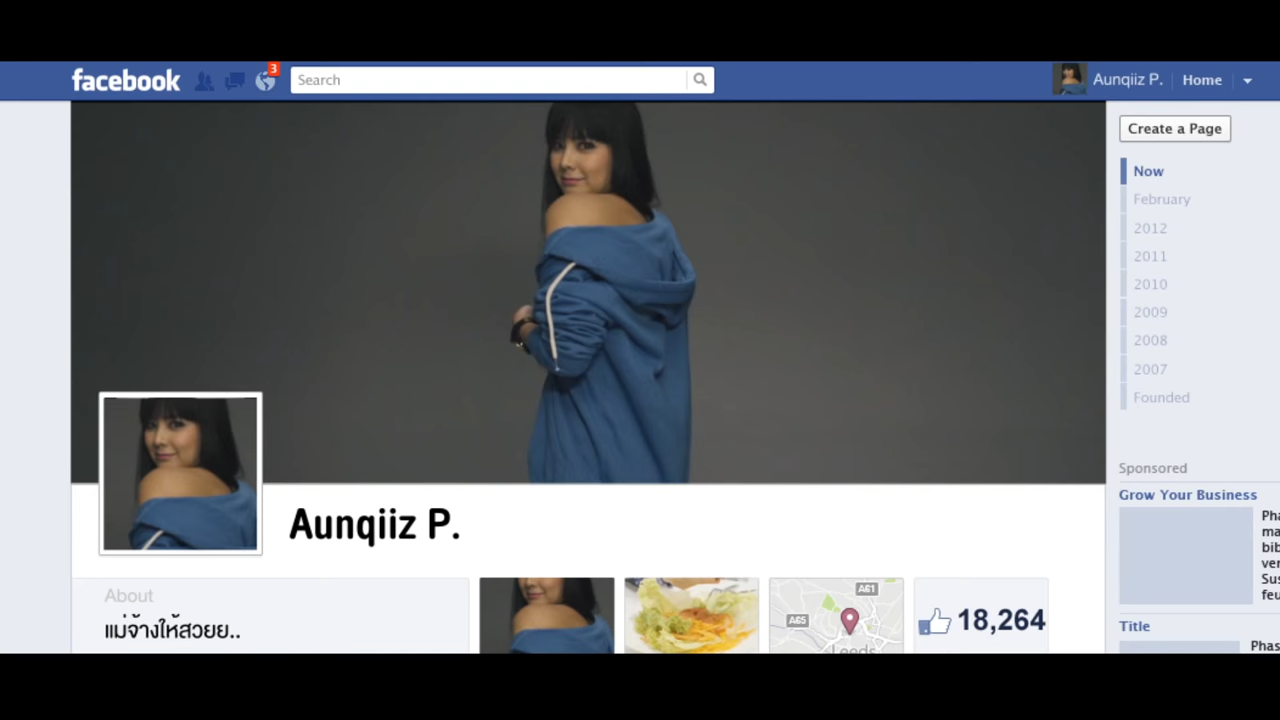 facebook
3
Search
Aunqiiz P.
Home
Create a Page
Now
February
2012
2011
2010
2009
2008
2007
Founded
Sponsored
Grow Your Business
Aunqiiz P.
About
แม่จ้างให้สวยย..
A61
A65
Leeds
18,264
Title